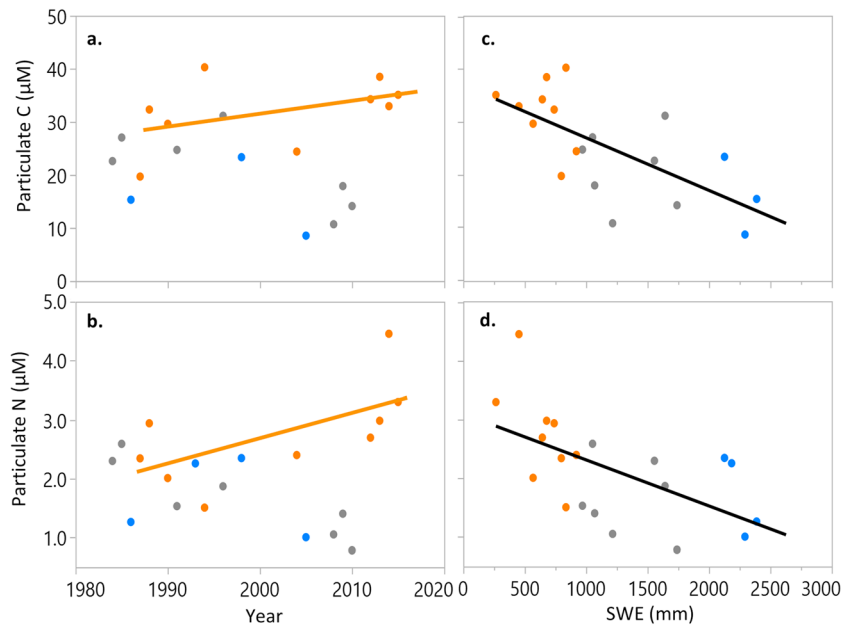 50
40
30
20
10
0
Particulate C (µM)
a.
c.
5.0
4.0
3.0
2.0
1.0
Particulate N (µM)
b.
d.
1980 1990 2000 2010 2020
Year
0 500 1000 1500 2000 2500 3000
SWE (mm)